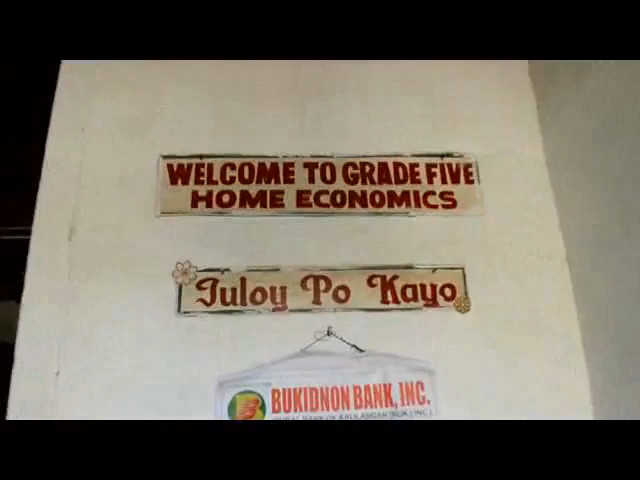 WELCOME TO GRADE FIVE
HOME ECONOMICS
Tuloy Po Kayo
BUKIDNON BANK, INC.